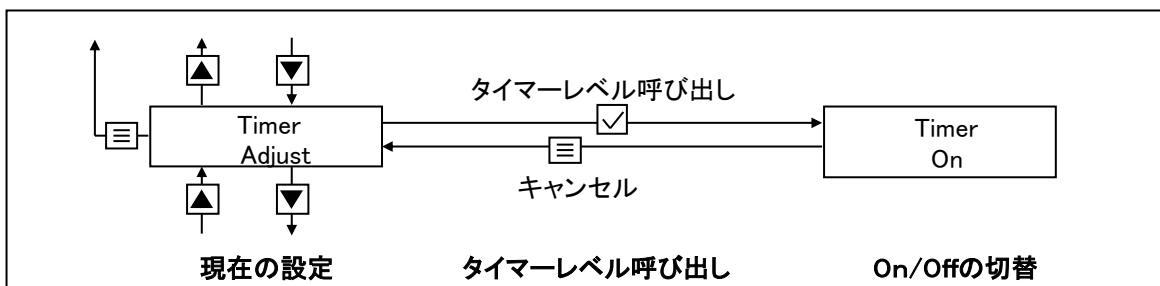 タイマーレベル呼び出し
Timer
Adjust
Timer
On
キャンセル
現在の設定
タイマーレベル呼び出し
On/Offの切替